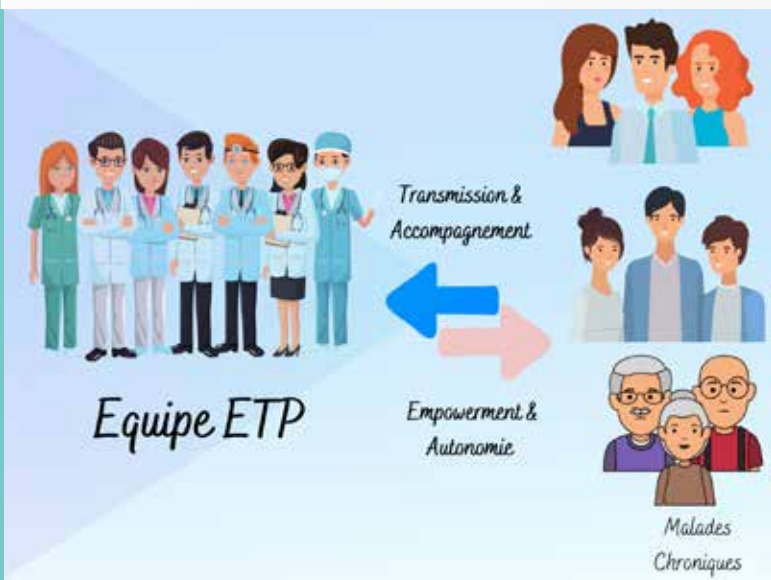 Transmission &
Accompagnement
Equipe ETP
Empowerment &
Autonomie
Malades
Chroniques